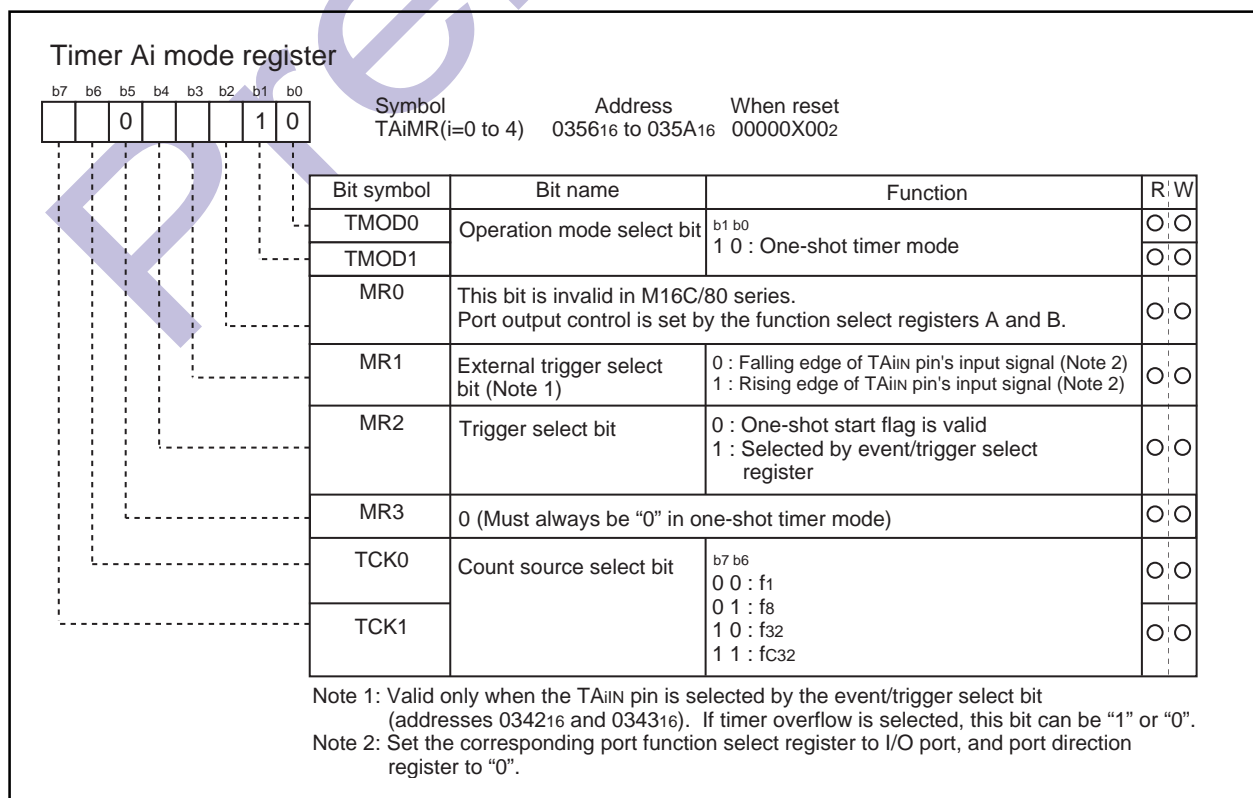 Pre
Timer Ai mode register
b7 b6 b5 b4 b3 b2 b1 b0
0 1 0
Symbol Address When reset
TAiMR(i=0 to 4) 035616 to 035A16 00000X002
Bit symbol Bit name Function R W
TMOD0 Operation mode select bit b1 b0
1 0 : One-shot timer mode
TMOD1
MR0 This bit is invalid in M16C/80 series.
Port output control is set by the function select registers A and B.
MR1 External trigger select bit (Note 1) 0 : Falling edge of TAiIN pin's input signal (Note 2)
1 : Rising edge of TAiIN pin's input signal (Note 2)
MR2 Trigger select bit 0 : One-shot start flag is valid
1 : Selected by event/trigger select
register
MR3 0 (Must always be “0” in one-shot timer mode)
TCK0 Count source select bit b7 b6
0 0 : f1
0 1 : f8
TCK1 1 0 : f32
1 1 : fC32
Note 1: Valid only when the TAiIN pin is selected by the event/trigger select bit
(addresses 034216 and 034316). If timer overflow is selected, this bit can be “1” or “0”.
Note 2: Set the corresponding port function select register to I/O port, and port direction
register to “0”.